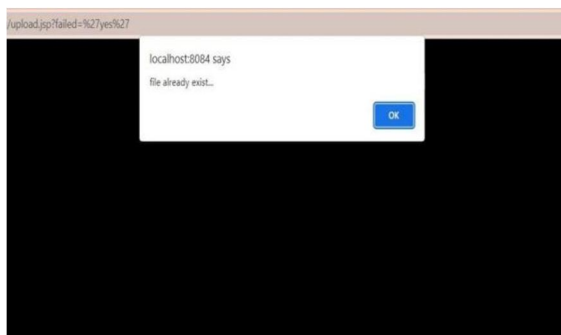 /upload.jsp?failed=%27yes%27
localhost:8084 says
file already exist...
OK